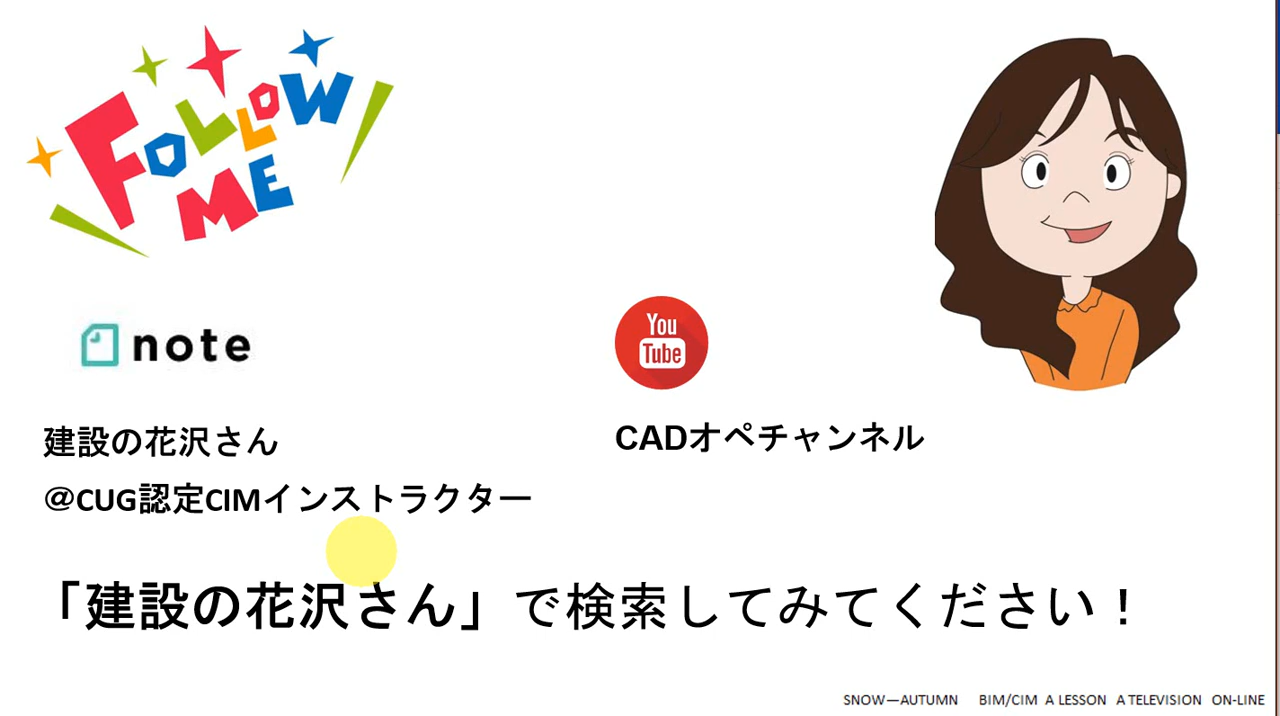 FOLLOW
ME
note
You
Tube
建設の花沢さん
@CUG認定CIMインストラクター
CADオペチャンネル
「建設の花沢さん」で検索してみてください！
SNOW—AUTUMN BIM/CIM A LESSON A TELEVISION ON-LINE